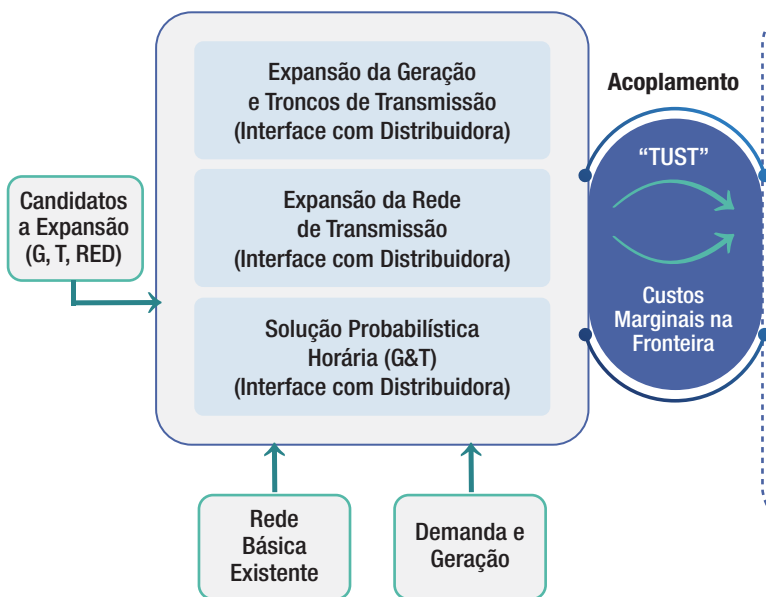 Expansão da Geração
e Troncos de Transmissão
(Interface com Distribuidora)
Acoplamento
"TUST"
Candidatos
a Expansão
(G, T, RED)
Expansão da Rede
de Transmissão
(Interface com Distribuidora)
Custos
Marginais na
Fronteira
Solução Probabilística
Horária (G&T)
(Interface com Distribuidora)
Rede
Básica
Existente
Demanda e
Geração